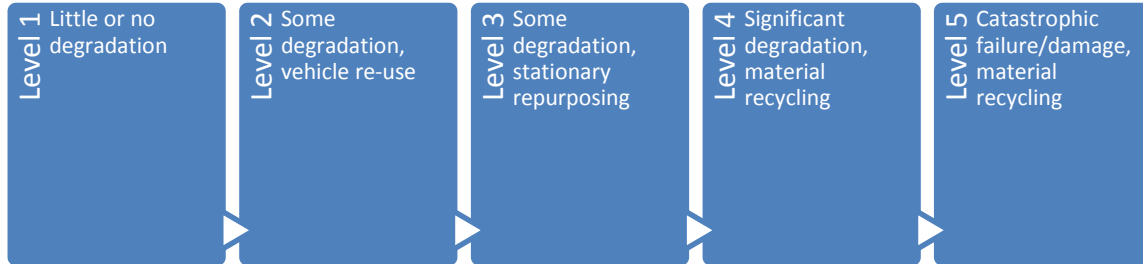 Level 1
Little or no
degradation
Level 2
Some
degradation,
vehicle re-use
Level 3
Some
degradation,
stationary
repurposing
Level 4
Significant
degradation,
material
recycling
Level 5
Catastrophic
failure/damage,
material
recycling